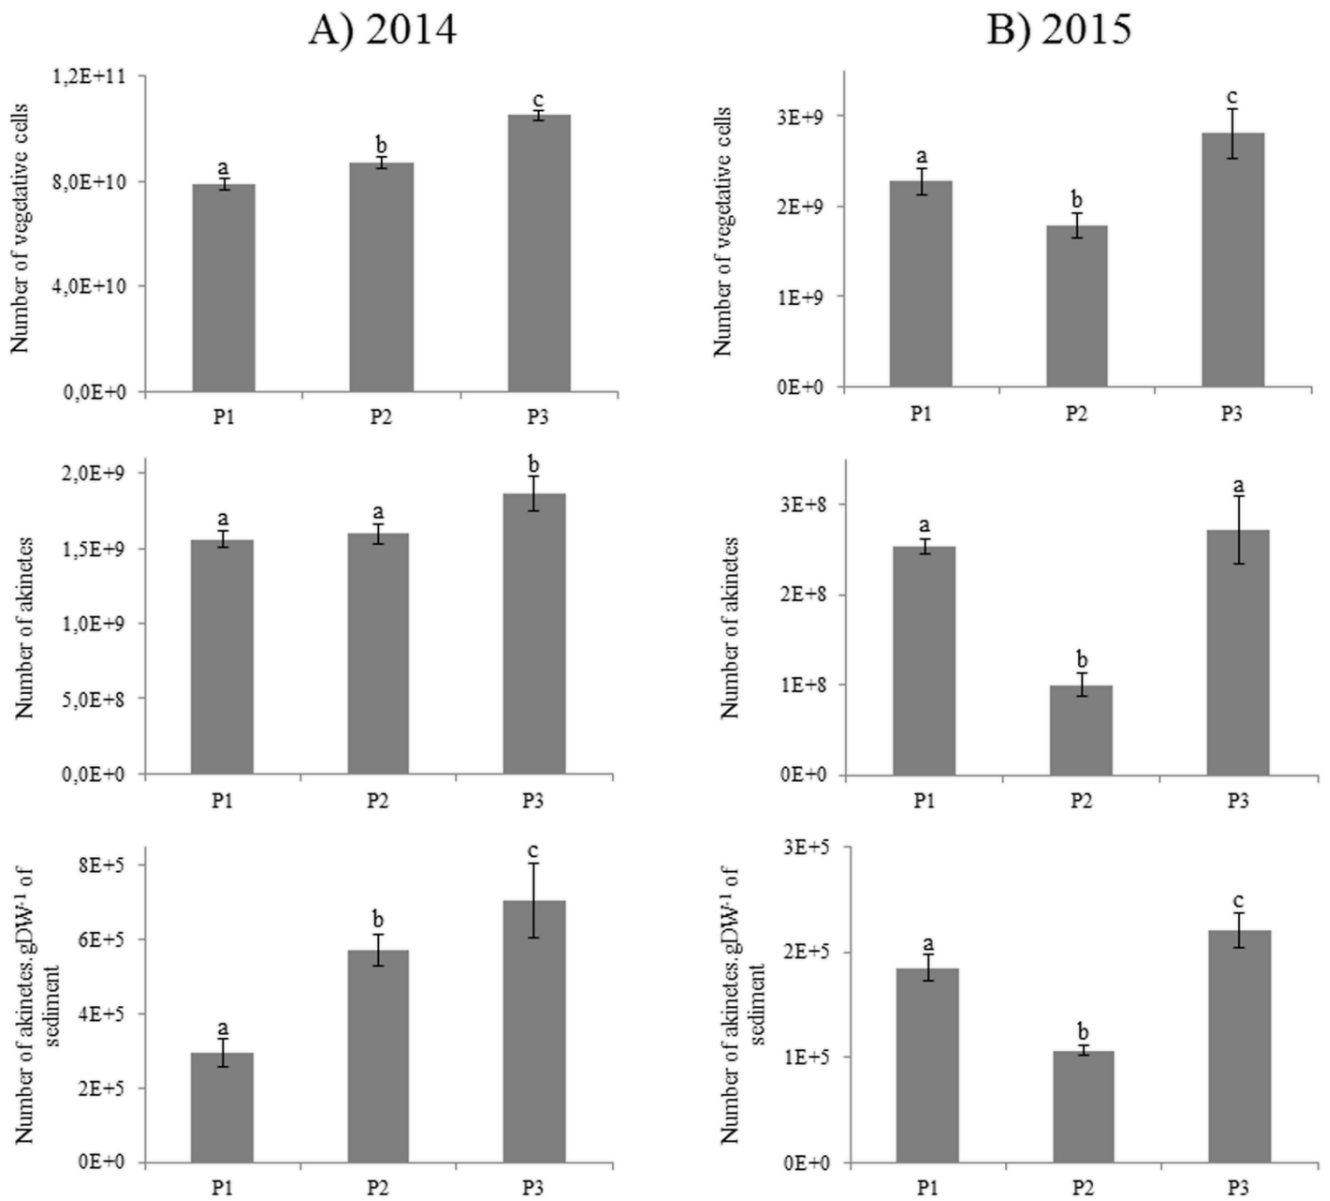 A) 2014
B) 2015
Number of vegetative cells
1,2E+11
8,0E+10
4,0E+10
0,0E+0
a
b
c
P1
P2
P3
Number of vegetative cells
3E+9
2E+9
1E+9
0E+0
a
b
c
P1
P2
P3
Number of akinetes
2,0E+9
1,5E+9
1,0E+9
5,0E+8
0,0E+0
a
a
b
P1
P2
P3
Number of akinetes
3E+8
2E+8
1E+8
0E+0
a
b
a
P1
P2
P3
Number of akinetes.gDW⁻¹ of
sediment
8E+5
6E+5
4E+5
2E+5
0E+0
a
b
c
P1
P2
P3
Number of akinetes.gDW⁻¹ of
sediment
3E+5
2E+5
1E+5
0E+0
a
b
c
P1
P2
P3